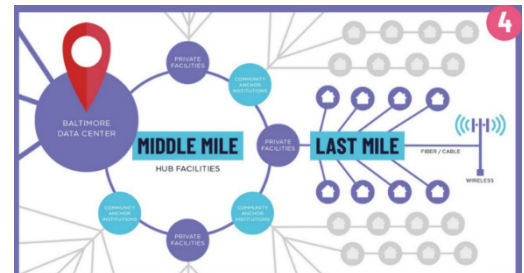 4
PRIVATE
FACILITIES
COMMUNITY
ANCHOR
INSTITUTIONS
BALTIMORE
DATA CENTER
MIDDLE MILE
HUB FACILITIES
PRIVATE
FACILITIES
LAST MILE
FIBER / CABLE
WIRELESS
COMMUNITY
ANCHOR
INSTITUTIONS
COMMUNITY
ANCHOR
INSTITUTIONS
PRIVATE
FACILITIES